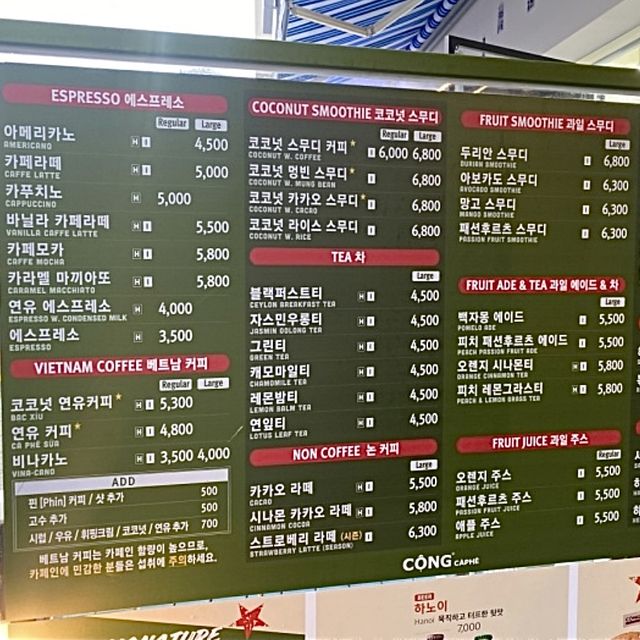 ESPRESSO 에스프레소
Regular Large
아메리카노 H I 4,500
AMERICANO
카페라떼 H I 5,000
CAFFE LATTE
카푸치노 H 5,000
CAPPUCCINO
바닐라 카페라떼 H I 5,500
VANILLA CAFFE LATTE
카페모카 H I 5,800
CAFFE MOCHA
카라멜 마끼아또 H I 5,800
CARAMEL MACCHIATO
연유 에스프레소 H 4,000
ESPRESSO W. CONDENSED MILK
에스프레소 H 3,500
ESPRESSO
VIETNAM COFFEE 베트남 커피
Regular Large
코코넛 연유커피* H I 5,300
BAC XIU
연유 커피* H I 4,800
CA PHE SUA
비나카노 H I 3,500 4,000
VINA-CANO
ADD
핀 [Phin] 커피 / 샷 추가 500
고수 추가 500
시럽 / 우유 / 휘핑크림 / 코코넛 / 연유 추가 700
베트남 커피는 카페인 함량이 높으므로,
카페인에 민감한 분들은 섭취에 주의하세요.
COCONUT SMOOTHIE 코코넛 스무디
Regular Large
코코넛 스무디 커피* I 6,000 6,800
COCONUT W. COFFEE
코코넛 멍빈 스무디* I 6,800
COCONUT W. MUNG BEAN
코코넛 카카오 스무디* I 6,800
COCONUT W. CACAO
코코넛 라이스 스무디 I 6,800
COCONUT W. RICE
TEA 차
Large
블랙퍼스트티 H I 4,500
CEYLON BREAKFAST TEA
자스민우롱티 H I 4,500
JASMIN OOLONG TEA
그린티 H I 4,500
GREEN TEA
캐모마일티 H I 4,500
CHAMOMILE TEA
레몬밤티 H I 4,500
LEMON BALM TEA
연잎티 H I 4,500
LOTUS LEAF TEA
NON COFFEE 논 커피
Large
카카오 라떼 H I 5,500
CACAO
시나몬 카카오 라떼 H I 5,800
CINNAMON COCOA
스트로베리 라떼 (시즌) I 6,300
STRAWBERRY LATTE (SEASON)
FRUIT SMOOTHIE 과일 스무디
Large
두리안 스무디 I 6,800
DURIAN SMOOTHIE
아보카도 스무디 I 6,300
AVOCADO SMOOTHIE
망고 스무디 I 6,300
MANGO SMOOTHIE
패션후르츠 스무디 I 6,300
PASSION FRUIT SMOOTHIE
FRUIT ADE & TEA 과일 에이드 & 차
Large
백자몽 에이드 I 5,500
POMELO ADE
피치 패션후르츠 에이드 I 5,500
PEACH PASSION FRUIT ADE
오렌지 시나몬티 H I 5,800
ORANGE CINNAMON TEA
피치 레몬그라스티 H I 5,800
PEACH & LEMON GRASS TEA
FRUIT JUICE 과일 주스
Regular
오렌지 주스 I 5,500
ORANGE JUICE
패션후르츠 주스 I 5,500
PASSION FRUIT JUICE
애플 주스 I 5,500
APPLE JUICE
CỘNG CAPHE
SIGNATURE
BEER
하노이
Hanoi 묵직하고 터프한 뒷맛
7,000